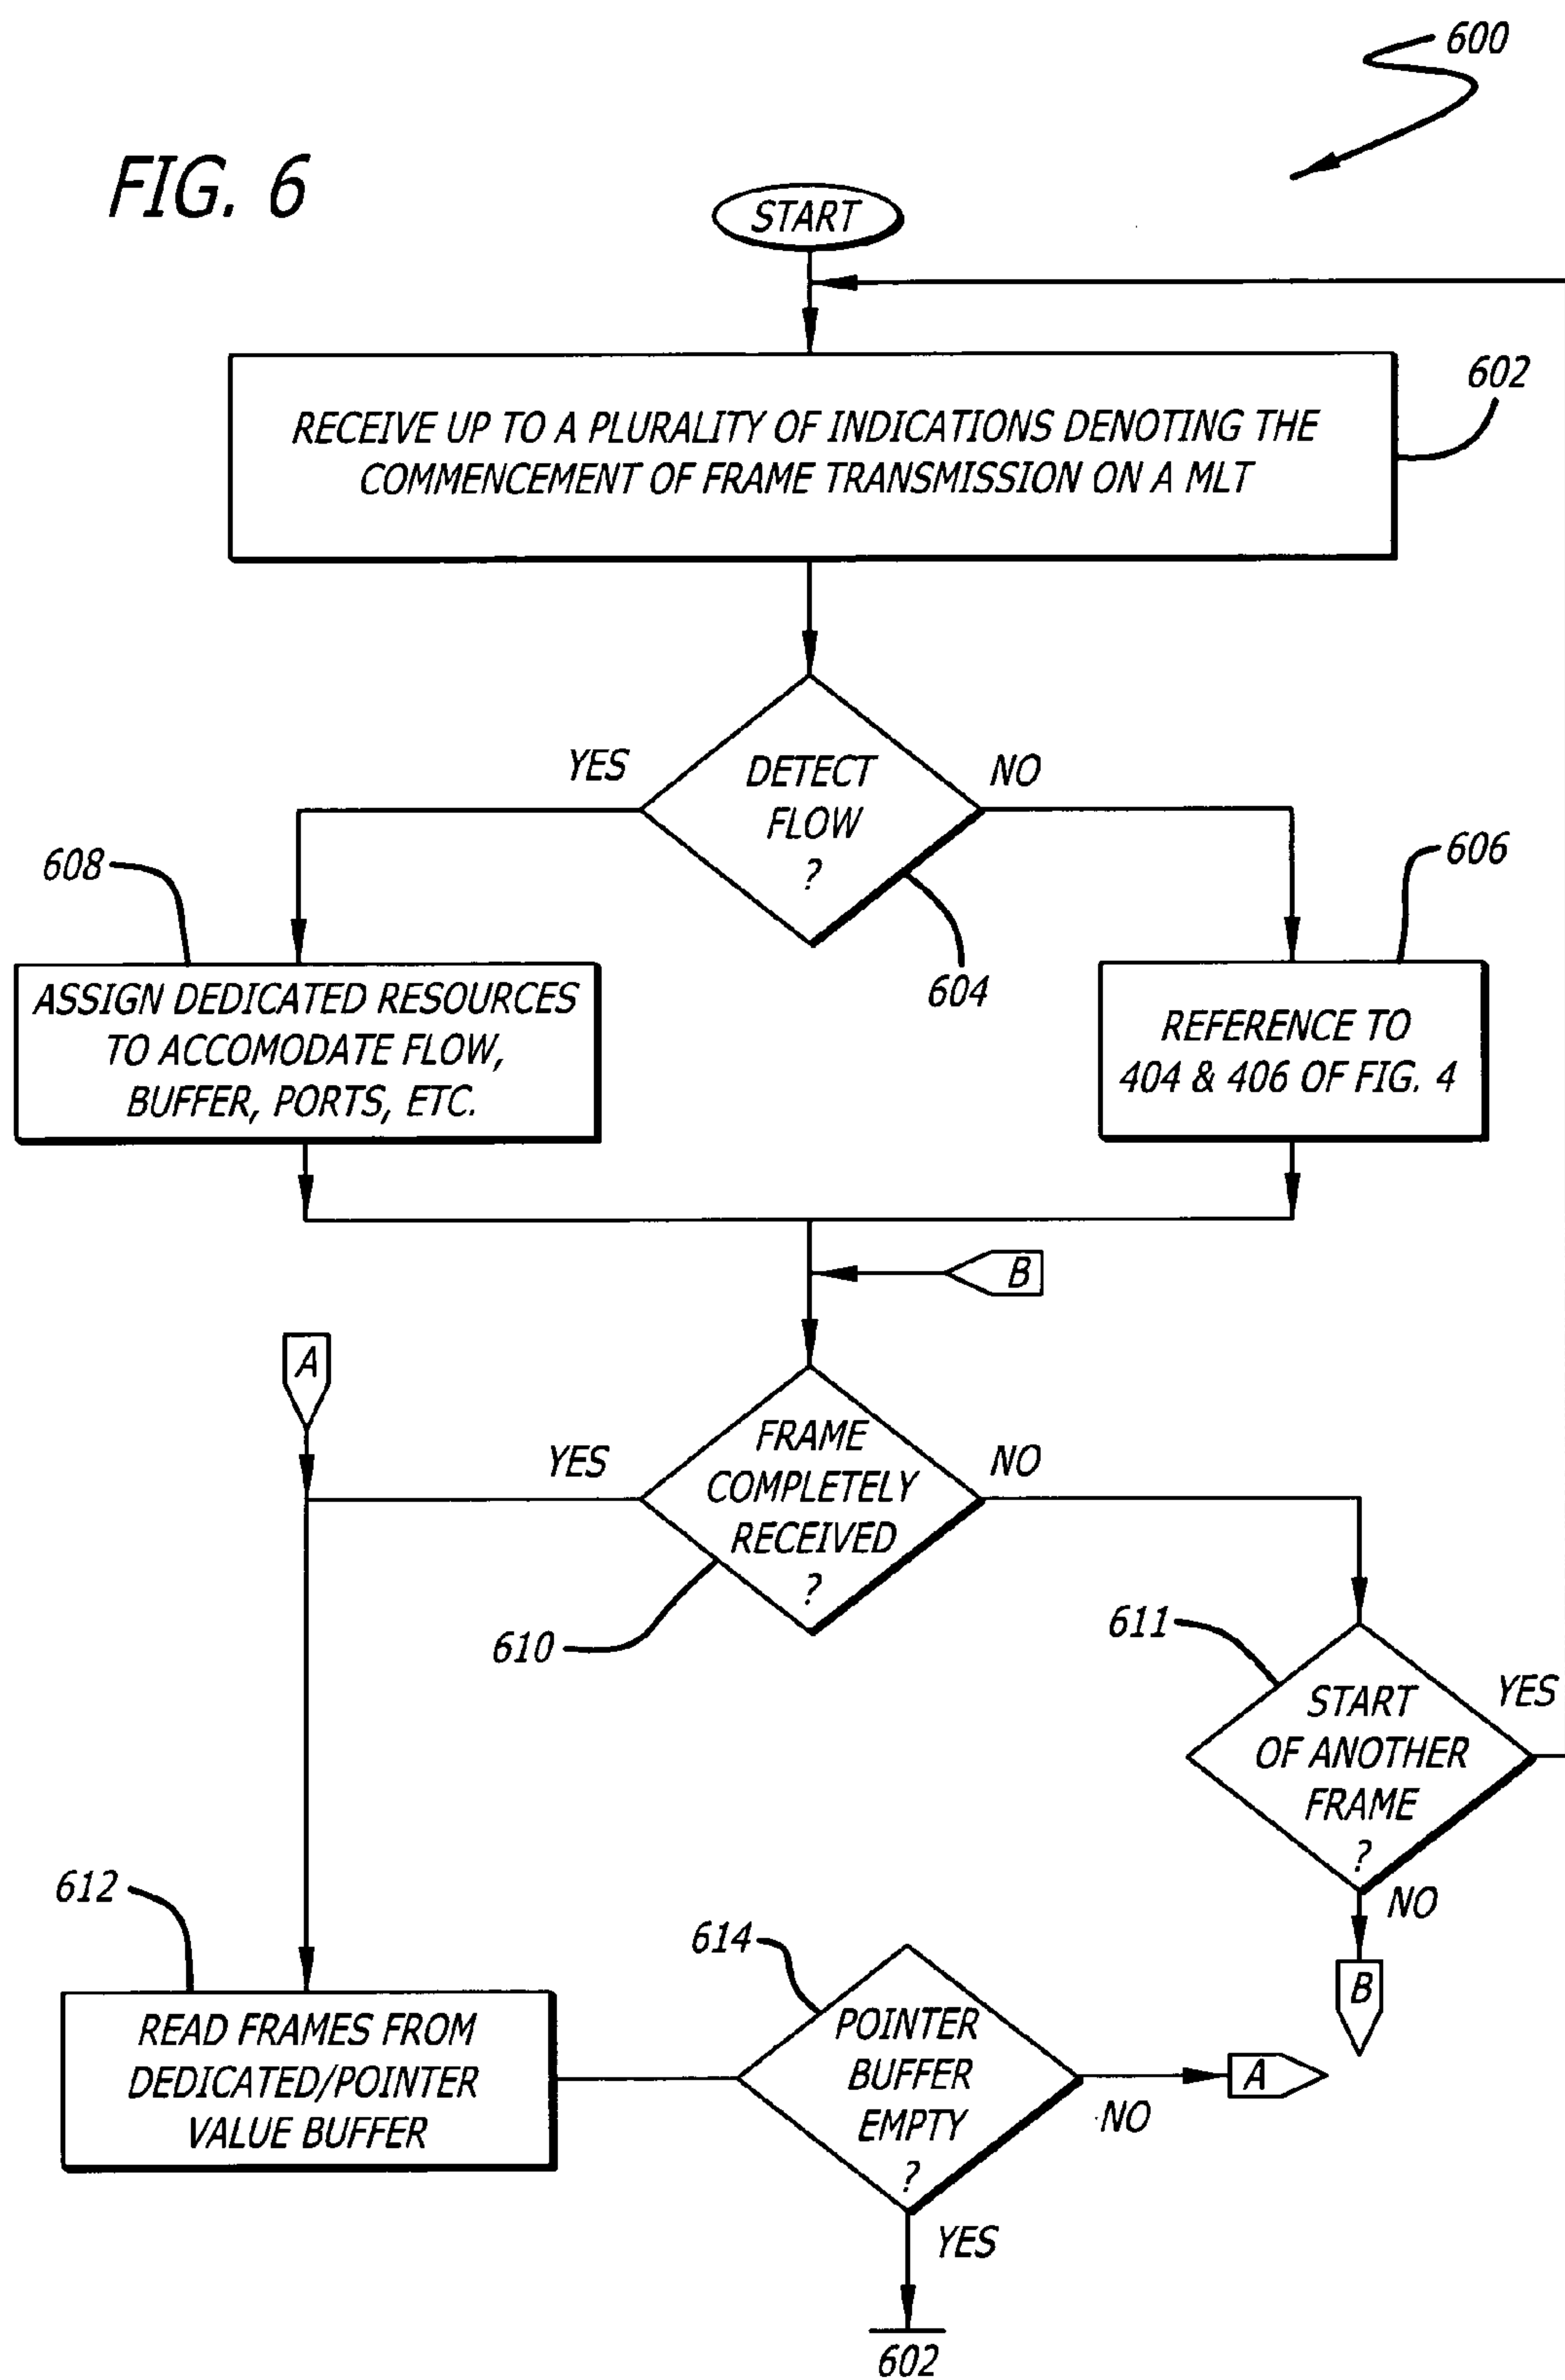 600
FIG. 6
START
602
RECEIVE UP TO A PLURALITY OF INDICATIONS DENOTING THE
COMMENCEMENT OF FRAME TRANSMISSION ON A MLT
YES
NO
DETECT
FLOW
?
604
608
606
ASSIGN DEDICATED RESOURCES
TO ACCOMODATE FLOW,
BUFFER, PORTS, ETC.
REFERENCE TO
404 & 406 OF FIG. 4
B
A
YES
NO
FRAME
COMPLETELY
RECEIVED
?
610
611
YES
START
OF ANOTHER
FRAME
?
NO
B
612
READ FRAMES FROM
DEDICATED/POINTER
VALUE BUFFER
614
POINTER
BUFFER
EMPTY
?
NO
A
YES
602